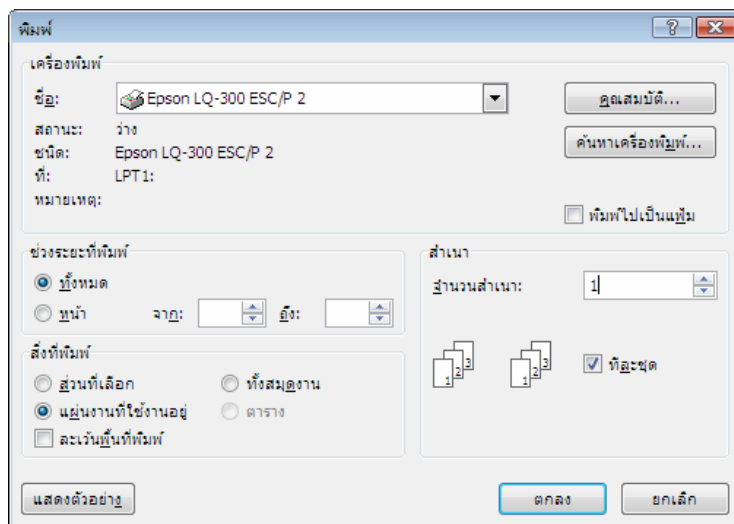 พิมพ์
เครื่องพิมพ์
ชื่อ: Epson LQ-300 ESC/P 2 คุณสมบัติ...
สถานะ: ว่าง
ชนิด: Epson LQ-300 ESC/P 2 ค้นหาเครื่องพิมพ์...
ที่: LPT1:
หมายเหตุ:
พิมพ์ไปเป็นแฟ้ม
ช่วงระยะที่พิมพ์
ทั้งหมด
หน้า จาก: ถึง:
สำเนา
จำนวนสำเนา: 1
1 2 3 1 2 3 ทีละชุด
สิ่งที่พิมพ์
ส่วนที่เลือก ทั้งสมุดงาน
แผ่นงานที่ใช้งานอยู่ ตาราง
ละเว้นพื้นที่พิมพ์
แสดงตัวอย่าง ตกลง ยกเลิก